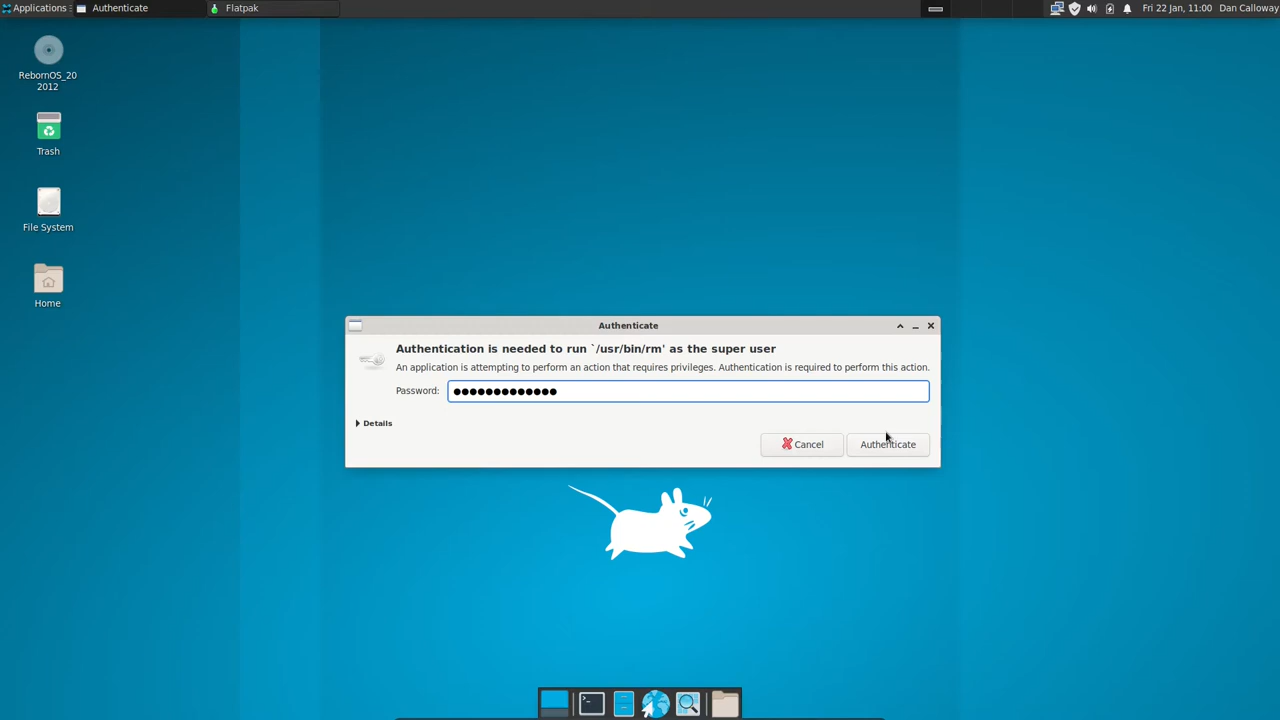 Applications
Authenticate
Flatpak
Fri 22 Jan, 11:00
Dan Calloway
RebornOS_20
2012
Trash
File System
Home
Authenticate
Authentication is needed to run `/usr/bin/rm' as the super user
An application is attempting to perform an action that requires privileges. Authentication is required to perform this action.
Password: ●●●●●●●●●●●●●
Details
Cancel
Authenticate